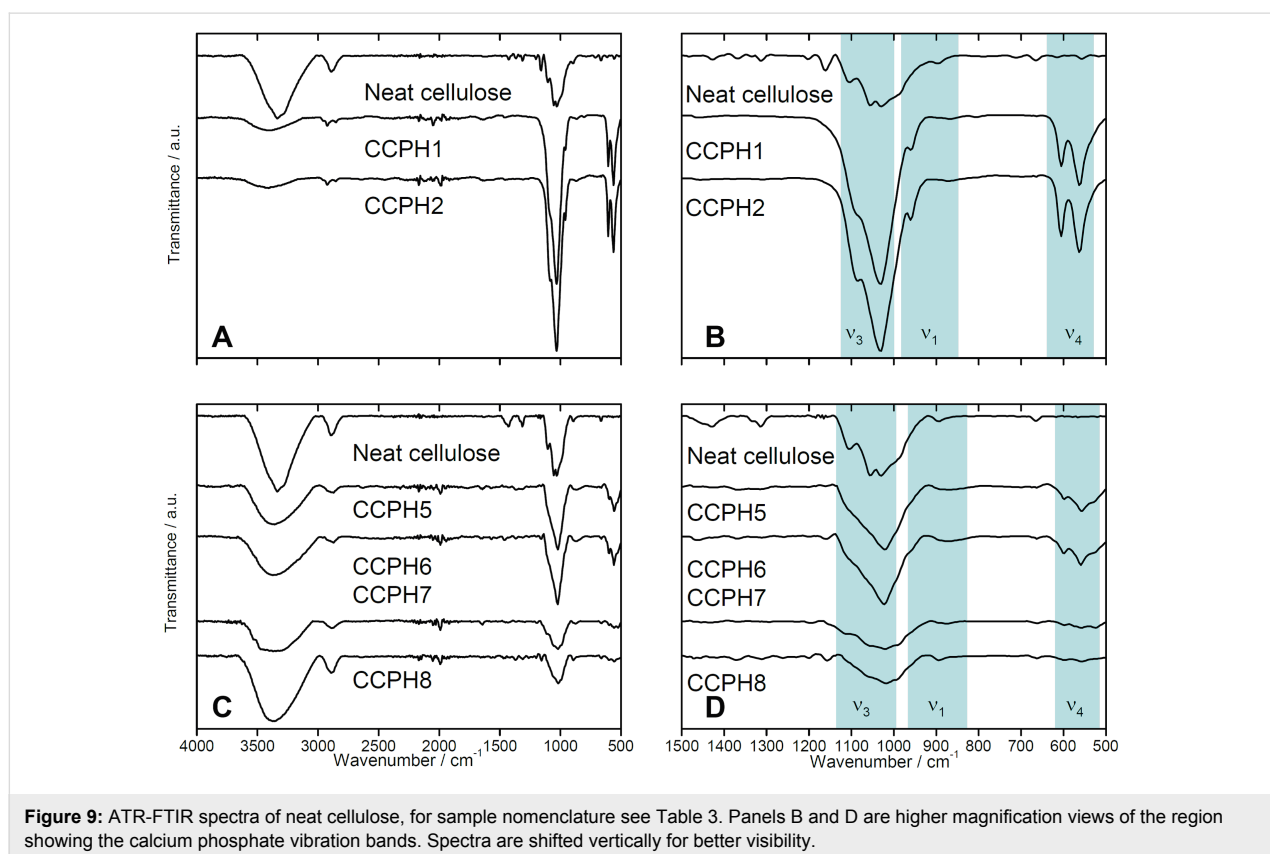 Transmittance / a.u.
Neat cellulose
CCPH1
CCPH2
A
Neat cellulose
CCPH1
CCPH2
B
ν3
ν1
ν4
Transmittance / a.u.
Neat cellulose
CCPH5
CCPH6
CCPH7
CCPH8
C
4000 3500 3000 2500 2000 1500 1000 500
Wavenumber / cm-1
Neat cellulose
CCPH5
CCPH6
CCPH7
CCPH8
D
ν3
ν1
ν4
1500 1400 1300 1200 1100 1000 900 800 700 600 500
Wavenumber / cm-1
Figure 9: ATR-FTIR spectra of neat cellulose, for sample nomenclature see Table 3. Panels B and D are higher magnification views of the region
showing the calcium phosphate vibration bands. Spectra are shifted vertically for better visibility.